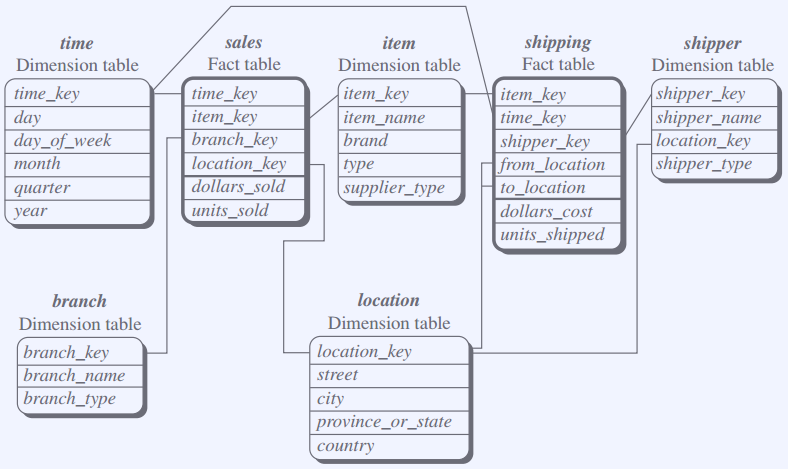 time
Dimension table
time_key
day
day_of_week
month
quarter
year
sales
Fact table
time_key
item_key
branch_key
location_key
dollars_sold
units_sold
item
Dimension table
item_key
item_name
brand
type
supplier_type
shipping
Fact table
item_key
time_key
shipper_key
from_location
to_location
dollars_cost
units_shipped
shipper
Dimension table
shipper_key
shipper_name
location_key
shipper_type
branch
Dimension table
branch_key
branch_name
branch_type
location
Dimension table
location_key
street
city
province_or_state
country